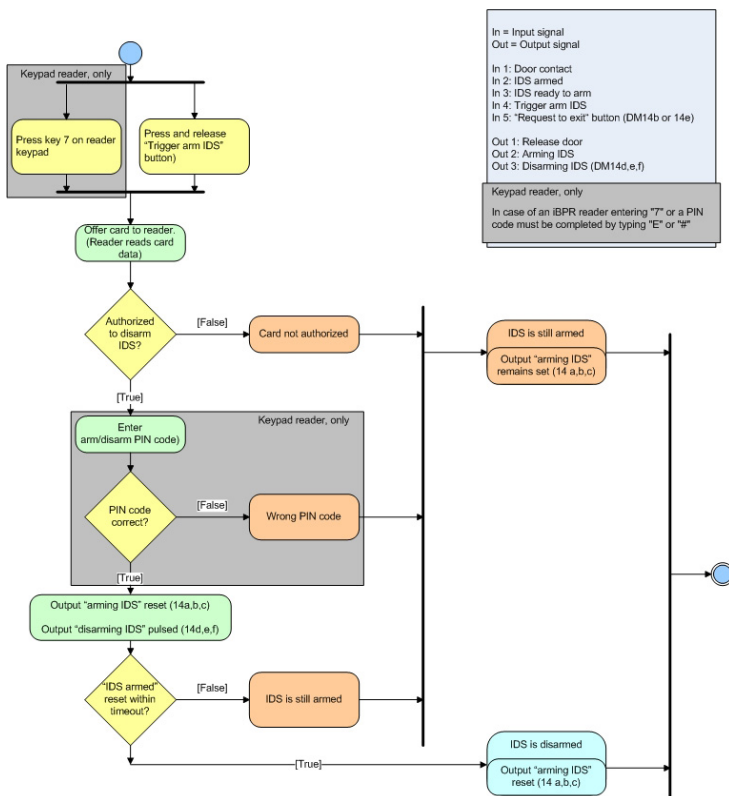 Keypad reader, only
Press key 7 on reader
keypad
Press and release
“Trigger arm IDS”
button)
In = Input signal
Out = Output signal
In 1: Door contact
In 2: IDS armed
In 3: IDS ready to arm
In 4: Trigger arm IDS
In 5: "Request to exit" button (DM14b or 14e)
Out 1: Release door
Out 2: Arming IDS
Out 3: Disarming IDS (DM14d,e,f)
Keypad reader, only
In case of an iBPR reader entering "7" or a PIN
code must be completed by typing "E" or "#"
Offer card to reader.
(Reader reads card
data)
Authorized
to disarm
IDS?
[False]
Card not authorized
IDS is still armed
Output “arming IDS”
remains set (14 a,b,c)
[True]
Keypad reader, only
Enter
arm/disarm PIN code)
PIN code
correct?
[False]
Wrong PIN code
[True]
Output “arming IDS” reset (14a,b,c)
Output “disarming IDS” pulsed (14d,e,f)
“IDS armed”
reset within
timeout?
[False]
IDS is still armed
[True]
IDS is disarmed
Output “arming IDS”
reset (14 a,b,c)